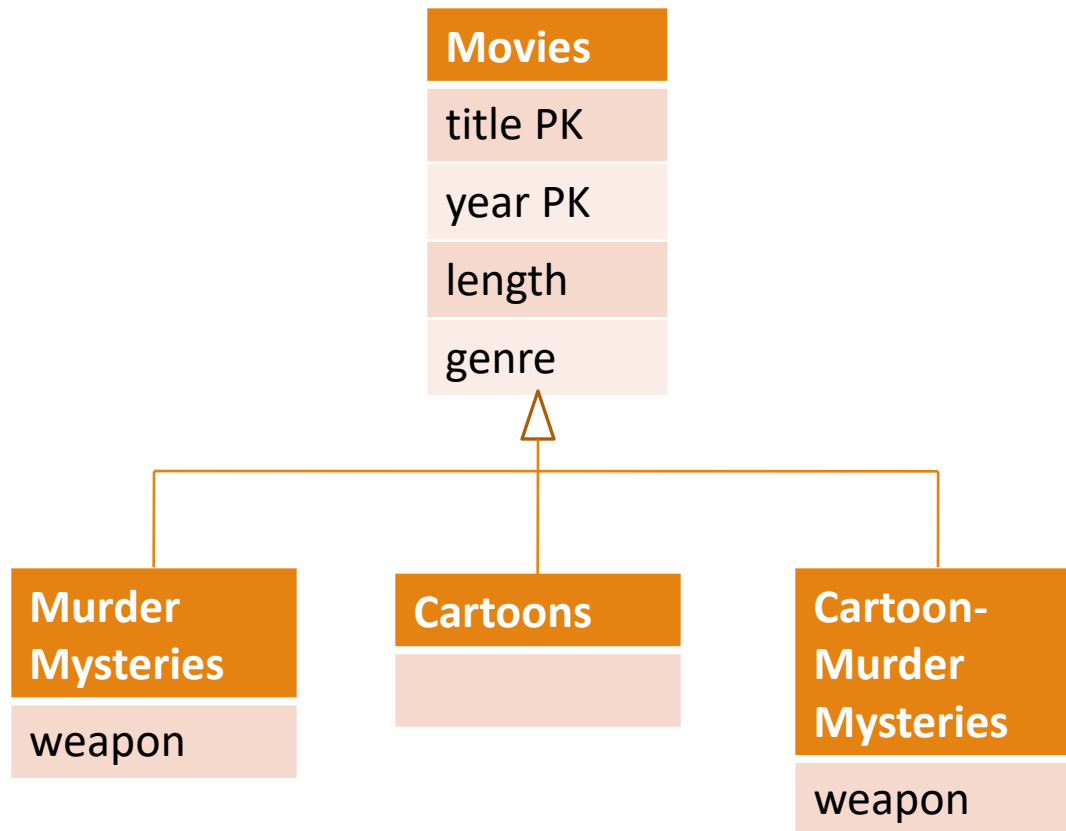 Movies
title PK
year PK
length
genre
Murder
Mysteries
weapon
Cartoons
Cartoon-
Murder
Mysteries
weapon